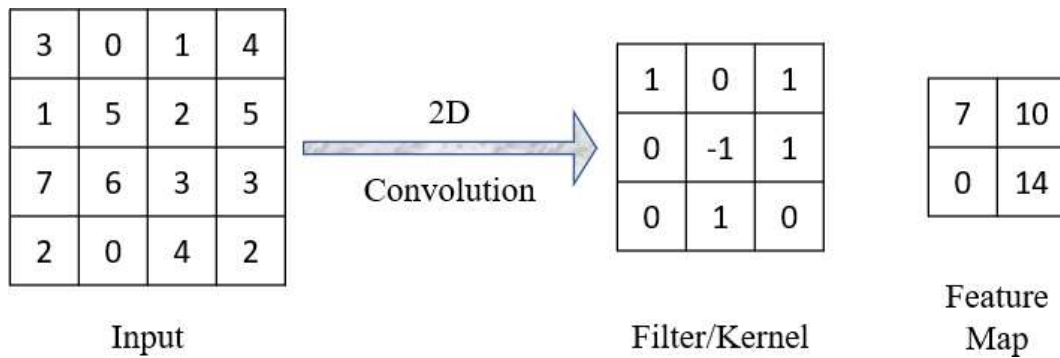 3 0 1 4
1 5 2 5
7 6 3 3
2 0 4 2
Input
2D
Convolution
1 0 1
0 -1 1
0 1 0
Filter/Kernel
7 10
0 14
Feature
Map